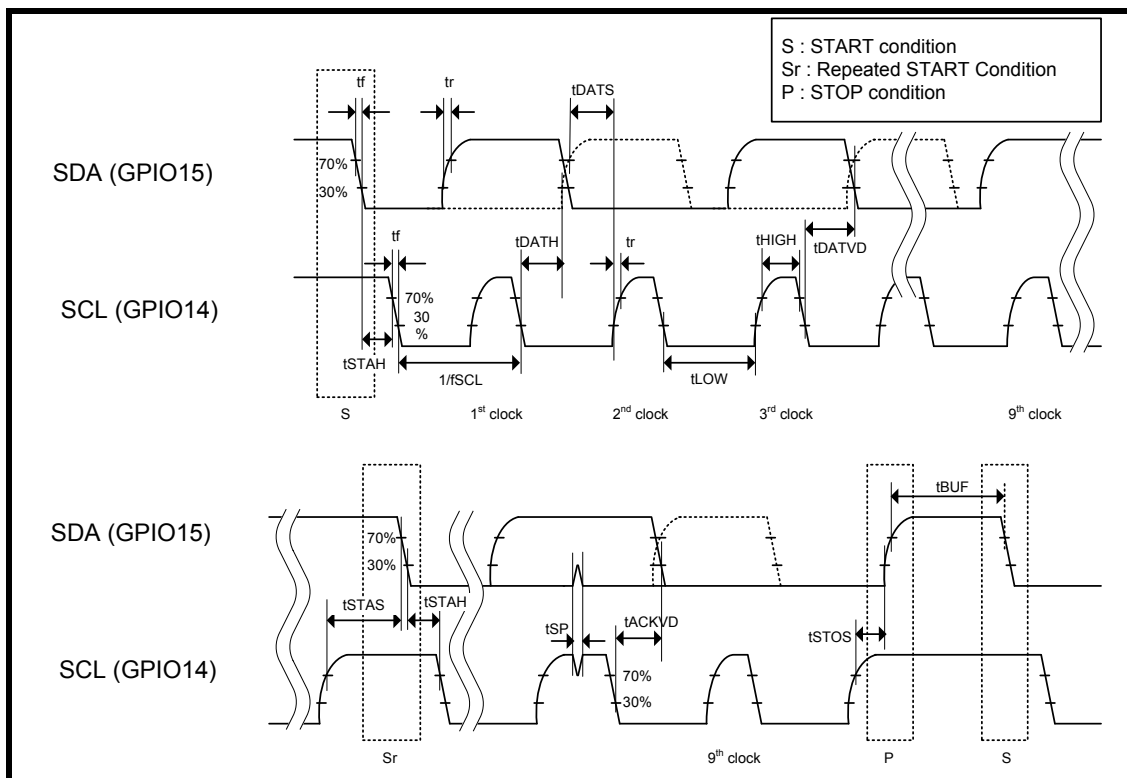 S : START condition
Sr : Repeated START Condition
P : STOP condition
tf
tr
tDATS
SDA (GPIO15)
70%
30%
tf
tDATH
tr
tHIGH
tDATVD
SCL (GPIO14)
70%
30
%
tSTAH
1/fSCL
tLOW
S
1st clock
2nd clock
3rd clock
9th clock
tBUF
SDA (GPIO15)
70%
30%
tSTAS
tSTAH
tSP
tACKVD
tSTOS
SCL (GPIO14)
70%
30%
Sr
9th clock
P
S